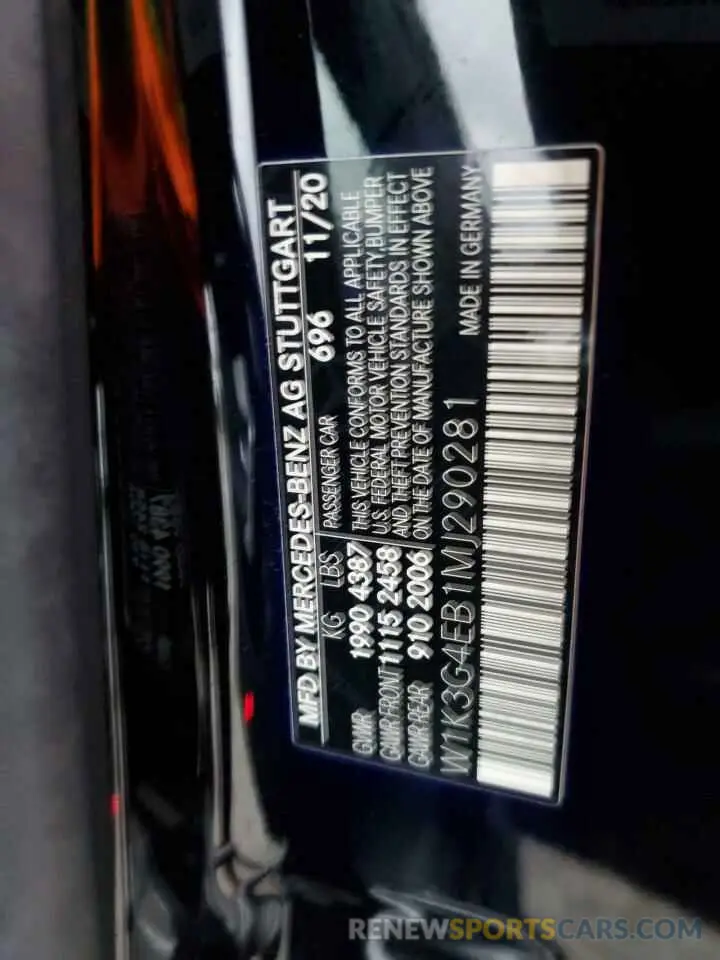 MFD BY MERCEDES-BENZ AG STUTTGART
KG LBS 696 11/20
GVWR 1990 4387
GAWR FRONT 1115 2458
GAWR REAR 910 2006
PASSENGER CAR
THIS VEHICLE CONFORMS TO ALL APPLICABLE
U.S. FEDERAL MOTOR VEHICLE SAFETY, BUMPER
AND THEFT PREVENTION STANDARDS IN EFFECT
ON THE DATE OF MANUFACTURE SHOWN ABOVE
W1K3G4EB1MJ290281 MADE IN GERMANY
RENEWSPORTSCARS.COM